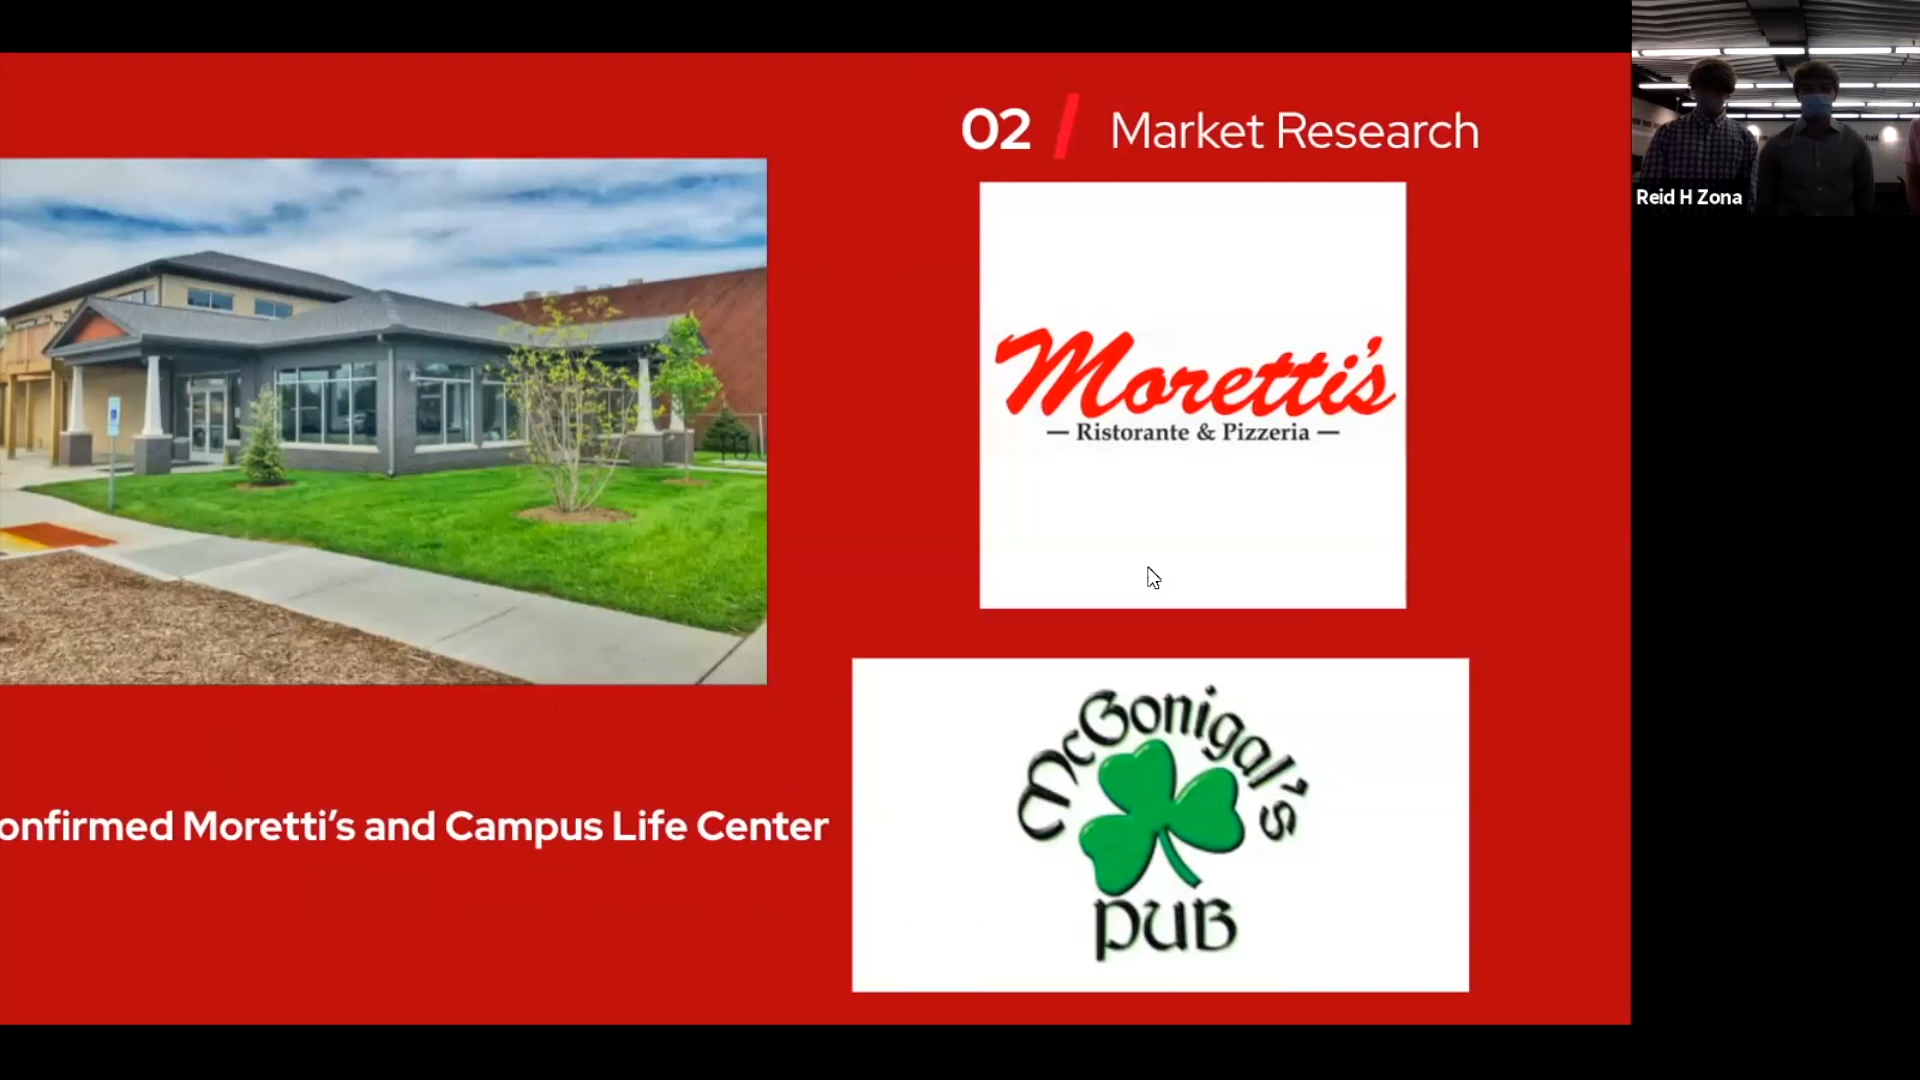 02 / Market Research
Moretti's
— Ristorante & Pizzeria —
onfirmed Moretti's and Campus Life Center
McGonigal's
PUB
Reid H Zona